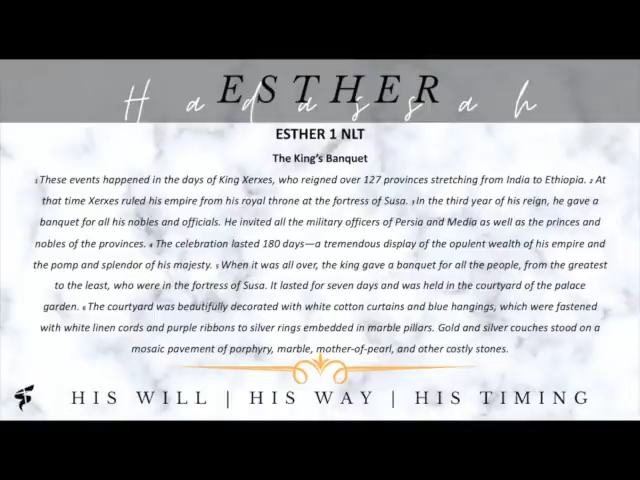 ESTHER
Hadassah
ESTHER 1 NLT
The King's Banquet
1 These events happened in the days of King Xerxes, who reigned over 127 provinces stretching from India to Ethiopia. 2 At
that time Xerxes ruled his empire from his royal throne at the fortress of Susa. 3 In the third year of his reign, he gave a
banquet for all his nobles and officials. He invited all the military officers of Persia and Media as well as the princes and
nobles of the provinces. 4 The celebration lasted 180 days—a tremendous display of the opulent wealth of his empire and
the pomp and splendor of his majesty. 5 When it was all over, the king gave a banquet for all the people, from the greatest
to the least, who were in the fortress of Susa. It lasted for seven days and was held in the courtyard of the palace
garden. 6 The courtyard was beautifully decorated with white cotton curtains and blue hangings, which were fastened
with white linen cords and purple ribbons to silver rings embedded in marble pillars. Gold and silver couches stood on a
mosaic pavement of porphyry, marble, mother-of-pearl, and other costly stones.
HIS WILL | HIS WAY | HIS TIMING